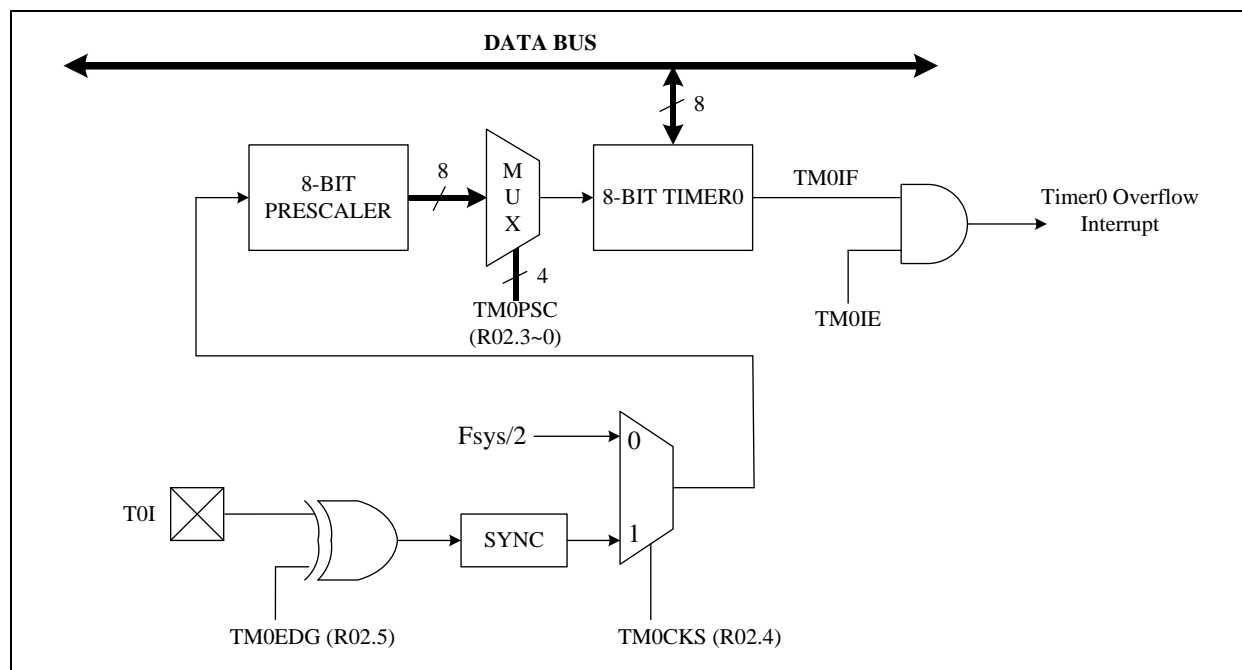 DATA BUS
8
8-BIT
PRESCALER
8
M
U
X
8-BIT TIMER0
TM0IF
Timer0 Overflow
Interrupt
4
TM0PSC
(R02.3~0)
TM0IE
Fsys/2
0
T0I
SYNC
1
TM0EDG (R02.5)
TM0CKS (R02.4)